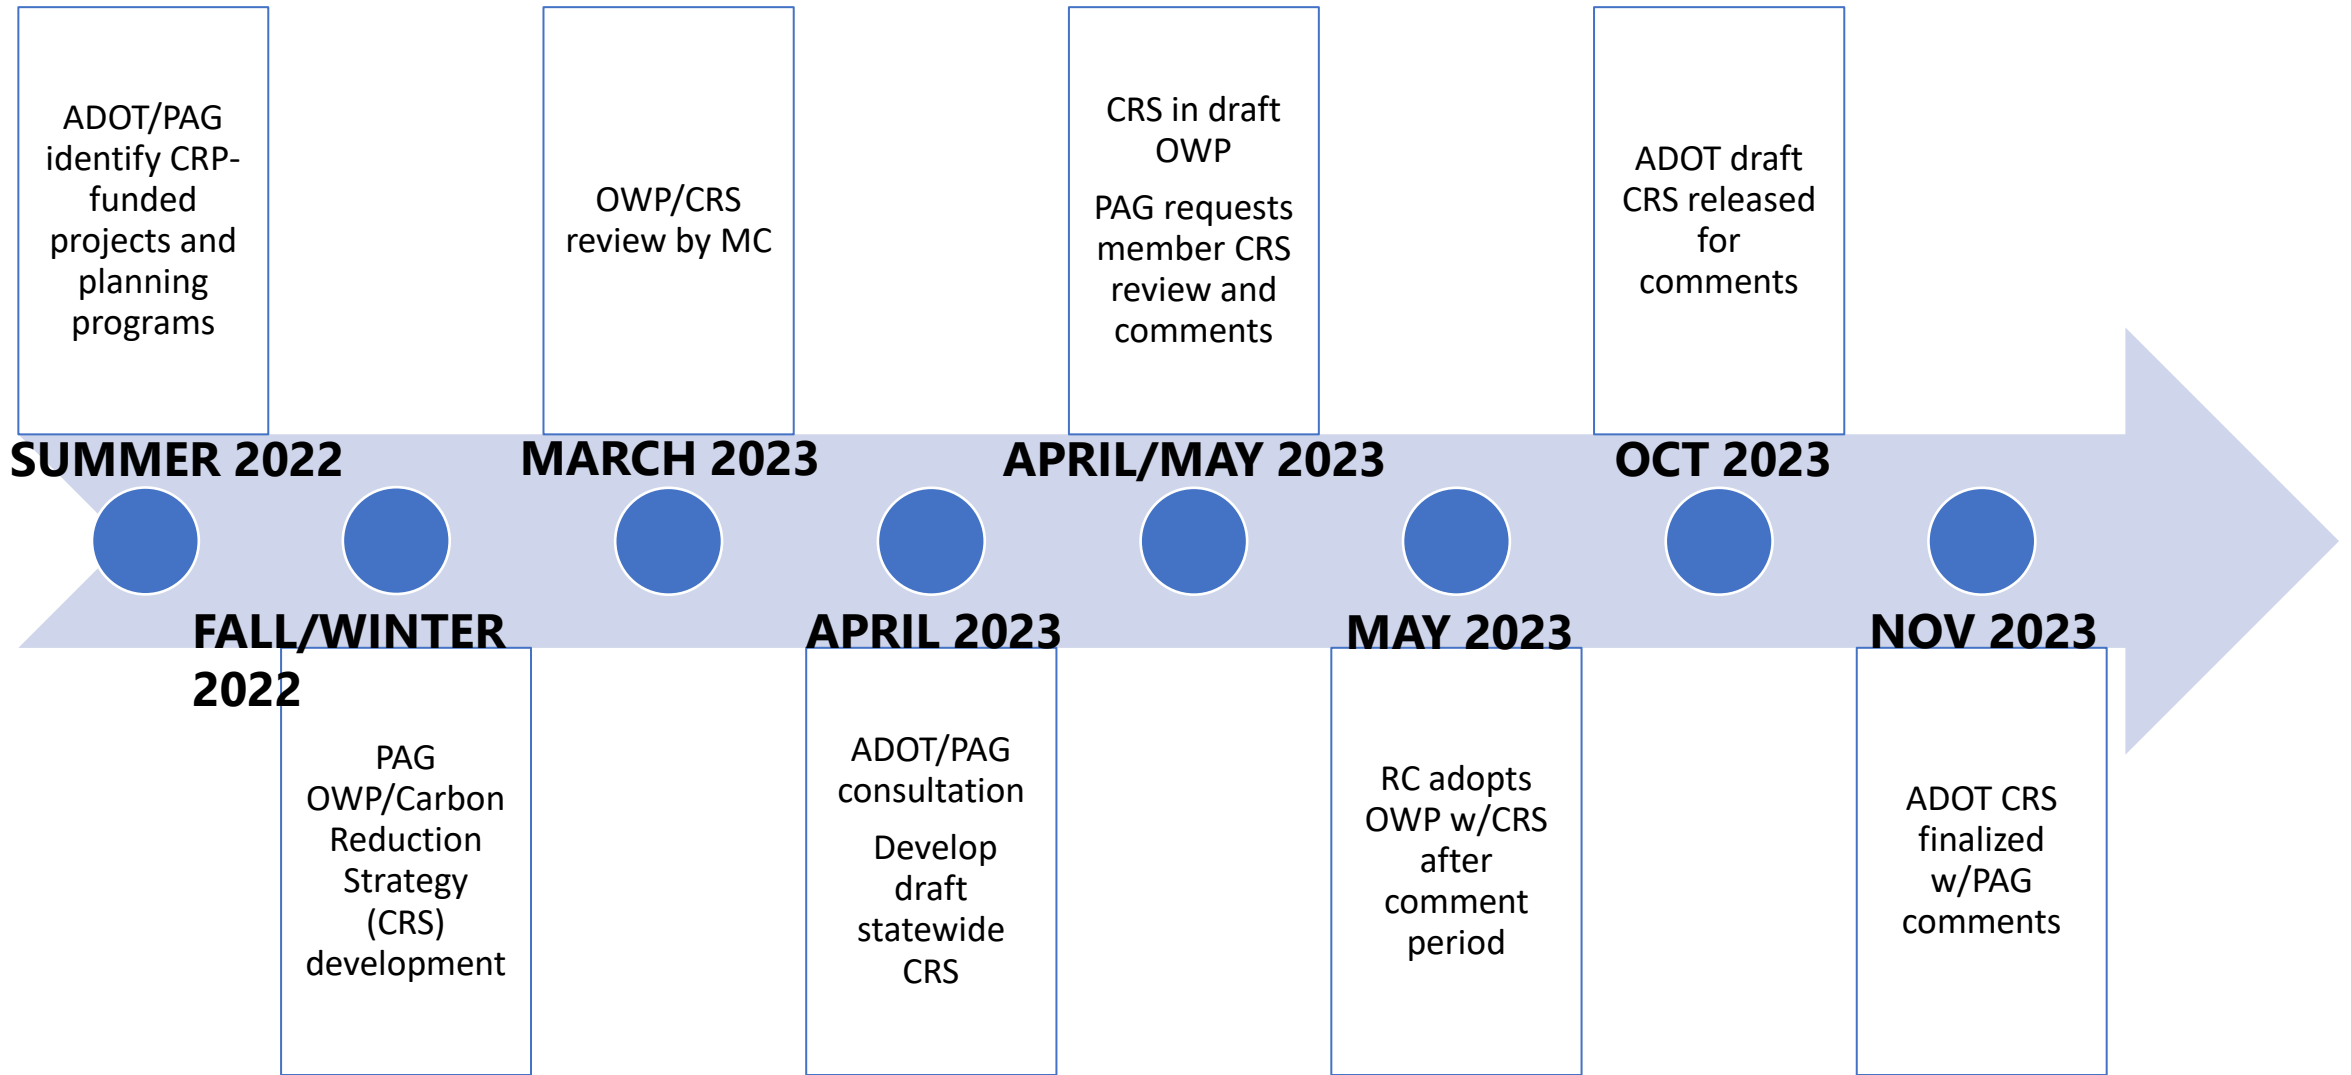 ADOT/PAG
identify CRP-
funded
projects and
planning
programs
SUMMER 2022
FALL/WINTER
2022
PAG
OWP/Carbon
Reduction
Strategy
(CRS)
development
OWP/CRS
review by MC
MARCH 2023
APRIL 2023
ADOT/PAG
consultation
Develop
draft
statewide
CRS
CRS in draft
OWP
PAG requests
member CRS
review and
comments
APRIL/MAY 2023
MAY 2023
RC adopts
OWP w/CRS
after
comment
period
ADOT draft
CRS released
for
comments
OCT 2023
NOV 2023
ADOT CRS
finalized
w/PAG
comments